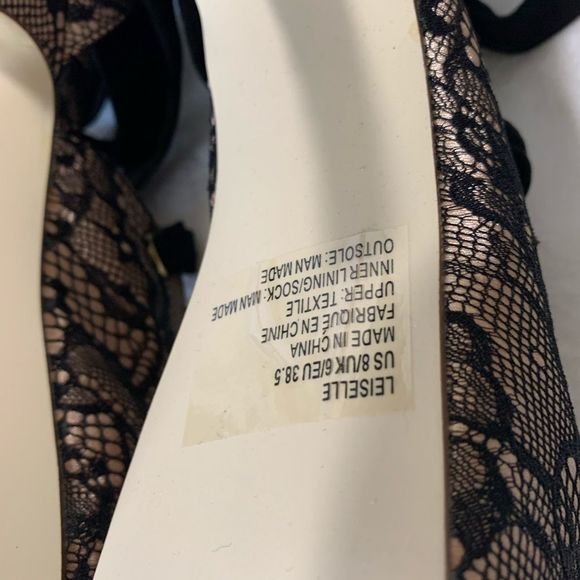 LEISELLE
US 8/UK 6/EU 38.5
MADE IN CHINA
FABRIQUÉ EN CHINE
UPPER: TEXTILE
INNER LINING/SOCK: MAN MADE
OUTSOLE: MAN MADE